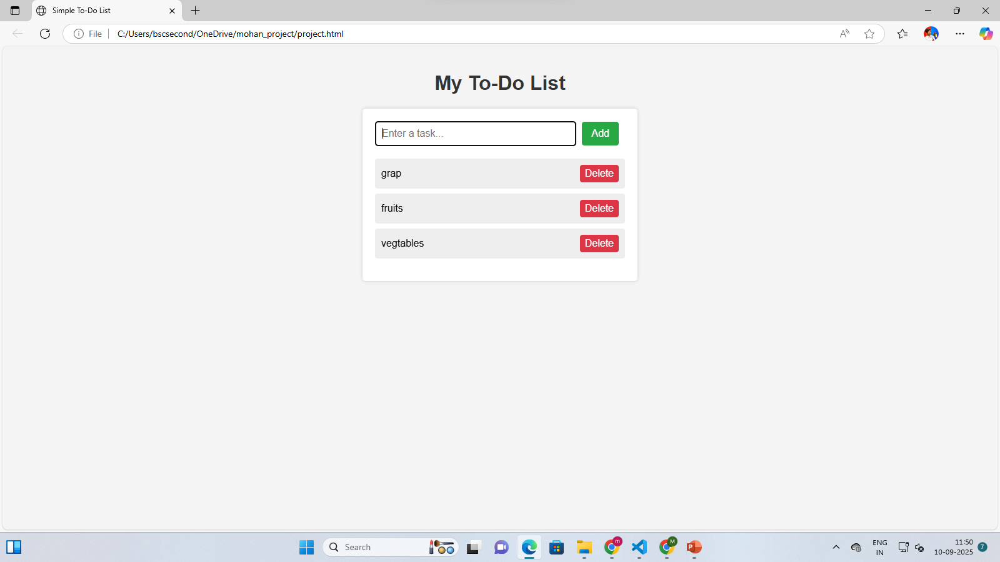 Simple To-Do List
File C:/Users/bscsecond/OneDrive/mohan_project/project.html
My To-Do List
Enter a task...
Add
grap
Delete
fruits
Delete
vegtables
Delete
Search
m
M
P
ENG
IN
11:50
10-09-2025
7